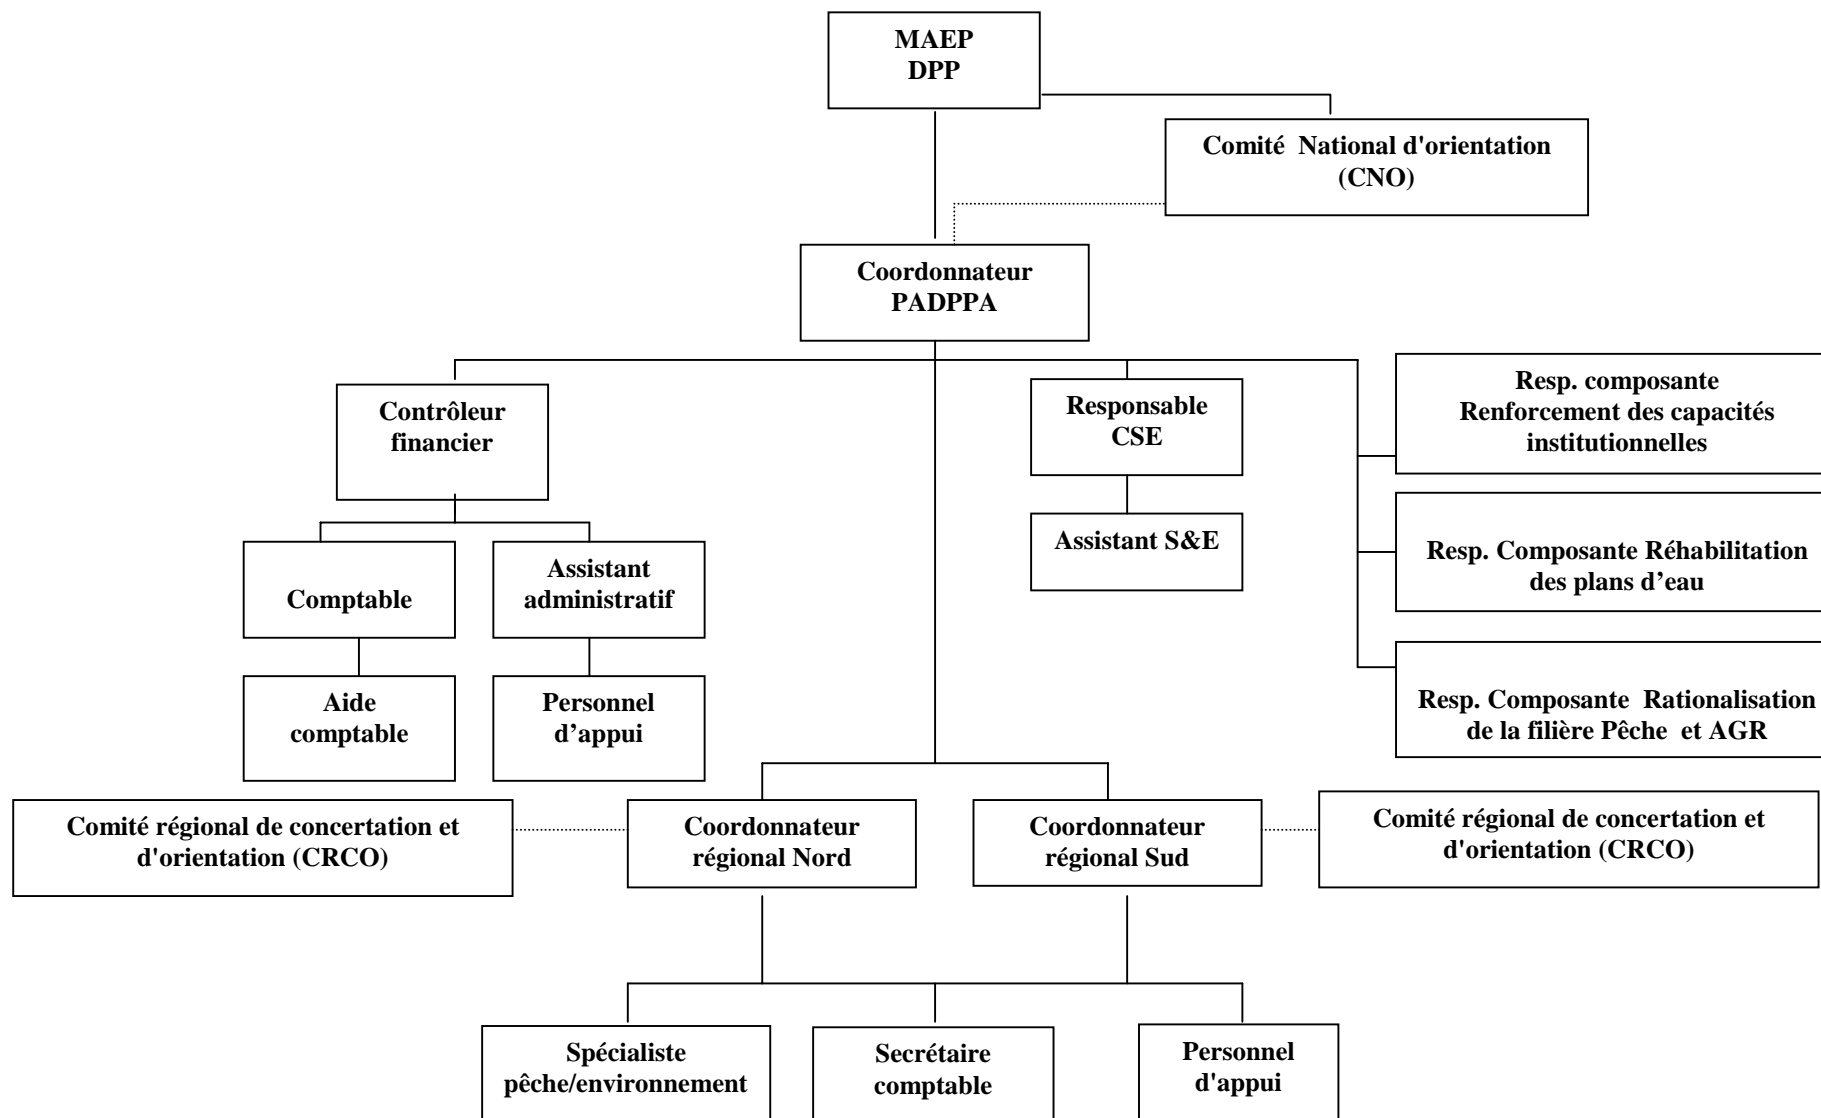 MAEP
DPP
Comité National d'orientation
(CNO)
Coordonnateur
PADPPA
Contrôleur
financier
Responsable
CSE
Resp. composante
Renforcement des capacités
institutionnelles
Assistant S&E
Resp. Composante Réhabilitation
des plans d’eau
Comptable
Assistant
administratif
Resp. Composante Rationalisation
de la filière Pêche et AGR
Aide
comptable
Personnel
d’appui
Comité régional de concertation et
d'orientation (CRCO)
Coordonnateur
régional Nord
Coordonnateur
régional Sud
Comité régional de concertation et
d'orientation (CRCO)
Spécialiste
pêche/environnement
Secrétaire
comptable
Personnel
d'appui